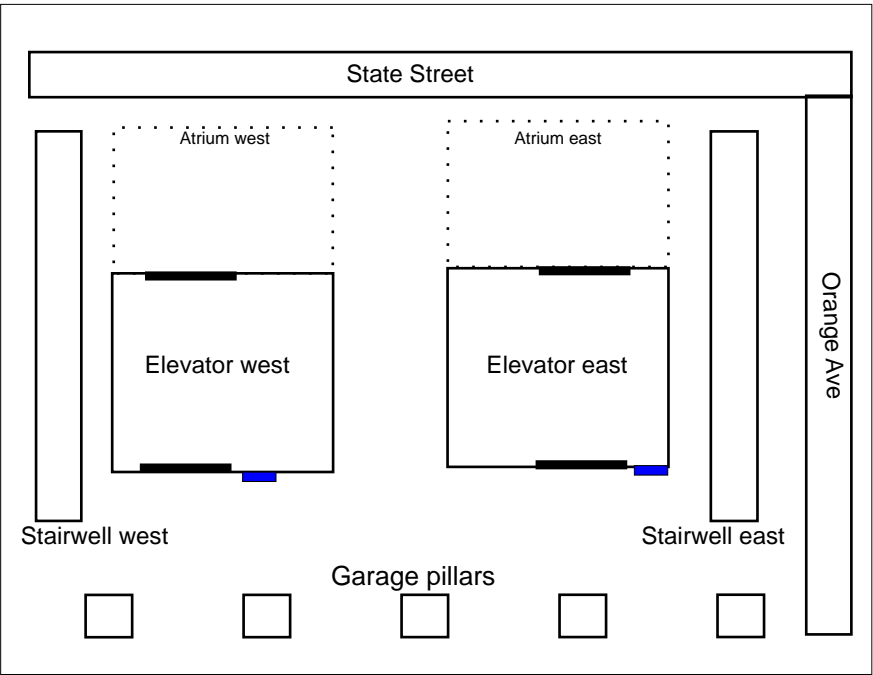 State Street
Atrium west
Atrium east
Orange Ave
Elevator west
Elevator east
Stairwell west
Stairwell east
Garage pillars